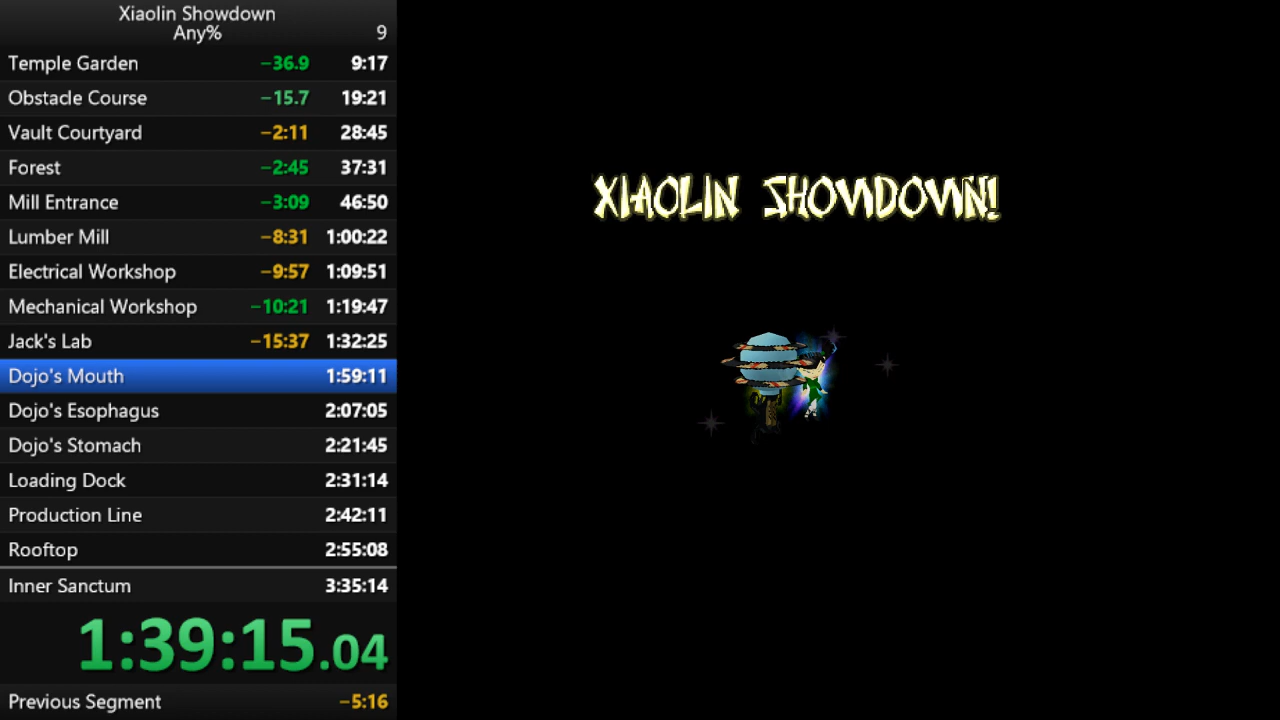 Xiaolin Showdown
Any% 9
Temple Garden −36.9 9:17
Obstacle Course −15.7 19:21
Vault Courtyard −2:11 28:45
Forest −2:45 37:31
Mill Entrance −3:09 46:50
Lumber Mill −8:31 1:00:22
Electrical Workshop −9:57 1:09:51
Mechanical Workshop −10:21 1:19:47
Jack's Lab −15:37 1:32:25
Dojo's Mouth 1:59:11
Dojo's Esophagus 2:07:05
Dojo's Stomach 2:21:45
Loading Dock 2:31:14
Production Line 2:42:11
Rooftop 2:55:08
Inner Sanctum 3:35:14
1:39:15.04
Previous Segment −5:16
XIAOLIN SHOWDOWN!